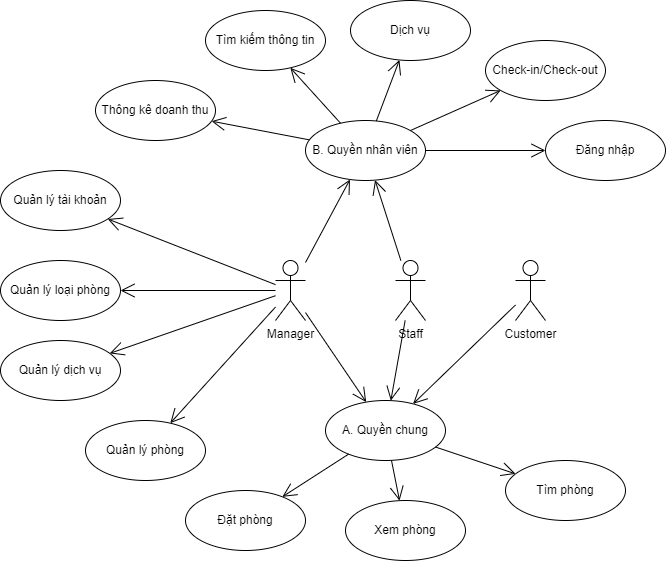 Dịch vụ
Tìm kiếm thông tin
Check-in/Check-out
Thông kê doanh thu
B. Quyền nhân viên
Đăng nhập
Quản lý tài khoản
Quản lý loại phòng
Manager
Staff
Customer
Quản lý dịch vụ
A. Quyền chung
Quản lý phòng
Tìm phòng
Đặt phòng
Xem phòng